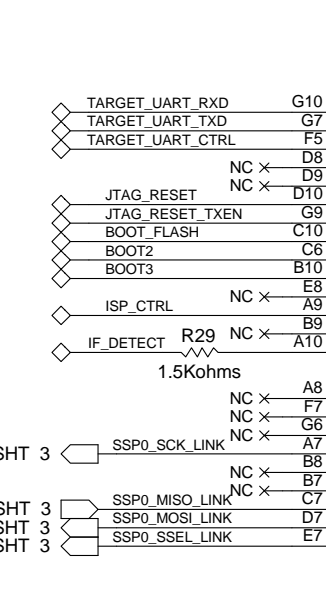 TARGET_UART_RXD G10
TARGET_UART_TXD G7
TARGET_UART_CTRL F5
NC D8
NC D9
JTAG_RESET D10
JTAG_RESET_TXEN G9
BOOT_FLASH C10
BOOT2 C6
BOOT3 B10
NC E8
ISP_CTRL A9
NC B9
IF_DETECT R29 A10
1.5Kohms
NC A8
NC F7
NC G6
SHT 3 SSP0_SCK_LINK A7
NC B8
NC B7
SHT 3 SSP0_MISO_LINK C7
SHT 3 SSP0_MOSI_LINK D7
SHT 3 SSP0_SSEL_LINK E7